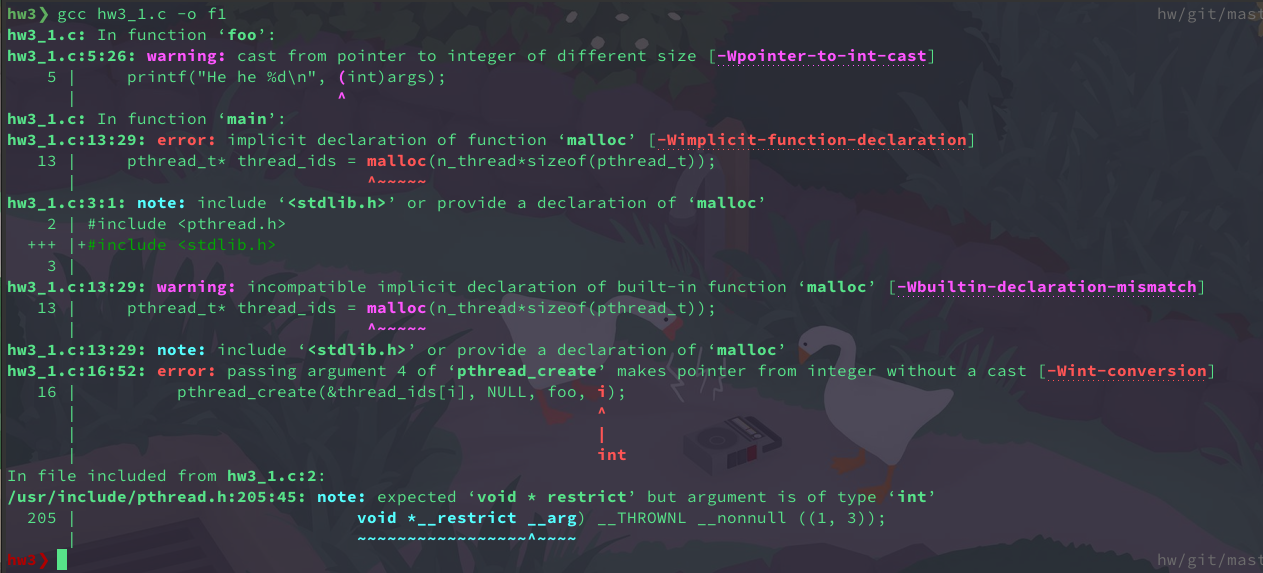 hw3❯ gcc hw3_1.c -o f1 hw/git/mast
hw3_1.c: In function ‘foo’:
hw3_1.c:5:26: warning: cast from pointer to integer of different size [-Wpointer-to-int-cast]
    5 |     printf("He he %d\n", (int)args);
      |                          ^
hw3_1.c: In function ‘main’:
hw3_1.c:13:29: error: implicit declaration of function ‘malloc’ [-Wimplicit-function-declaration]
   13 |     pthread_t* thread_ids = malloc(n_thread*sizeof(pthread_t));
      |                             ^~~~~~
hw3_1.c:3:1: note: include ‘<stdlib.h>’ or provide a declaration of ‘malloc’
    2 | #include <pthread.h>
  +++ |+#include <stdlib.h>
    3 |
hw3_1.c:13:29: warning: incompatible implicit declaration of built-in function ‘malloc’ [-Wbuiltin-declaration-mismatch]
   13 |     pthread_t* thread_ids = malloc(n_thread*sizeof(pthread_t));
      |                             ^~~~~~
hw3_1.c:13:29: note: include ‘<stdlib.h>’ or provide a declaration of ‘malloc’
hw3_1.c:16:52: error: passing argument 4 of ‘pthread_create’ makes pointer from integer without a cast [-Wint-conversion]
   16 |          pthread_create(&thread_ids[i], NULL, foo, i);
      |                                                    ^
      |                                                    |
      |                                                    int
In file included from hw3_1.c:2:
/usr/include/pthread.h:205:45: note: expected ‘void * restrict’ but argument is of type ‘int’
  205 |                            void *__restrict __arg) __THROWNL __nonnull ((1, 3));
      |                            ~~~~~~~~~~~~~~~~~^~~~~
hw3❯ hw/git/mast